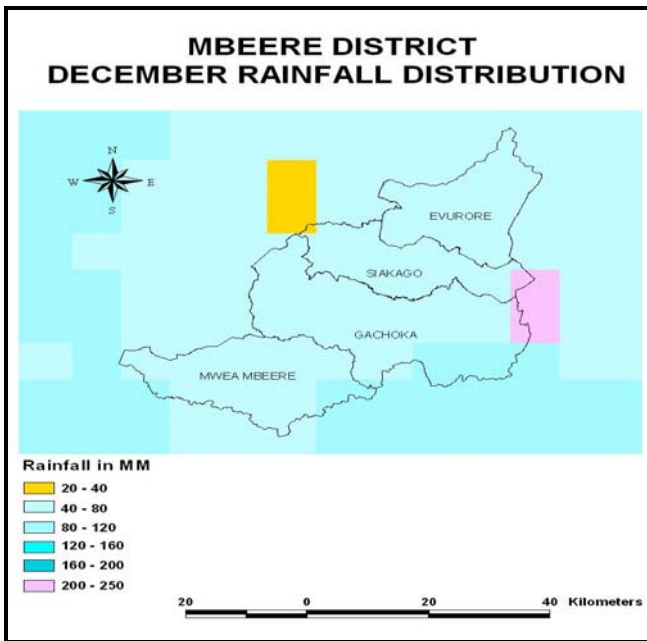 MBEERE DISTRICT
DECEMBER RAINFALL DISTRIBUTION
N
W E
S
EVURORE
SIAKAGO
GACHOKA
MWEA MBEERE
Rainfall in MM
20 - 40
40 - 80
80 - 120
120 - 160
160 - 200
200 - 250
20 0 20 40 Kilometers